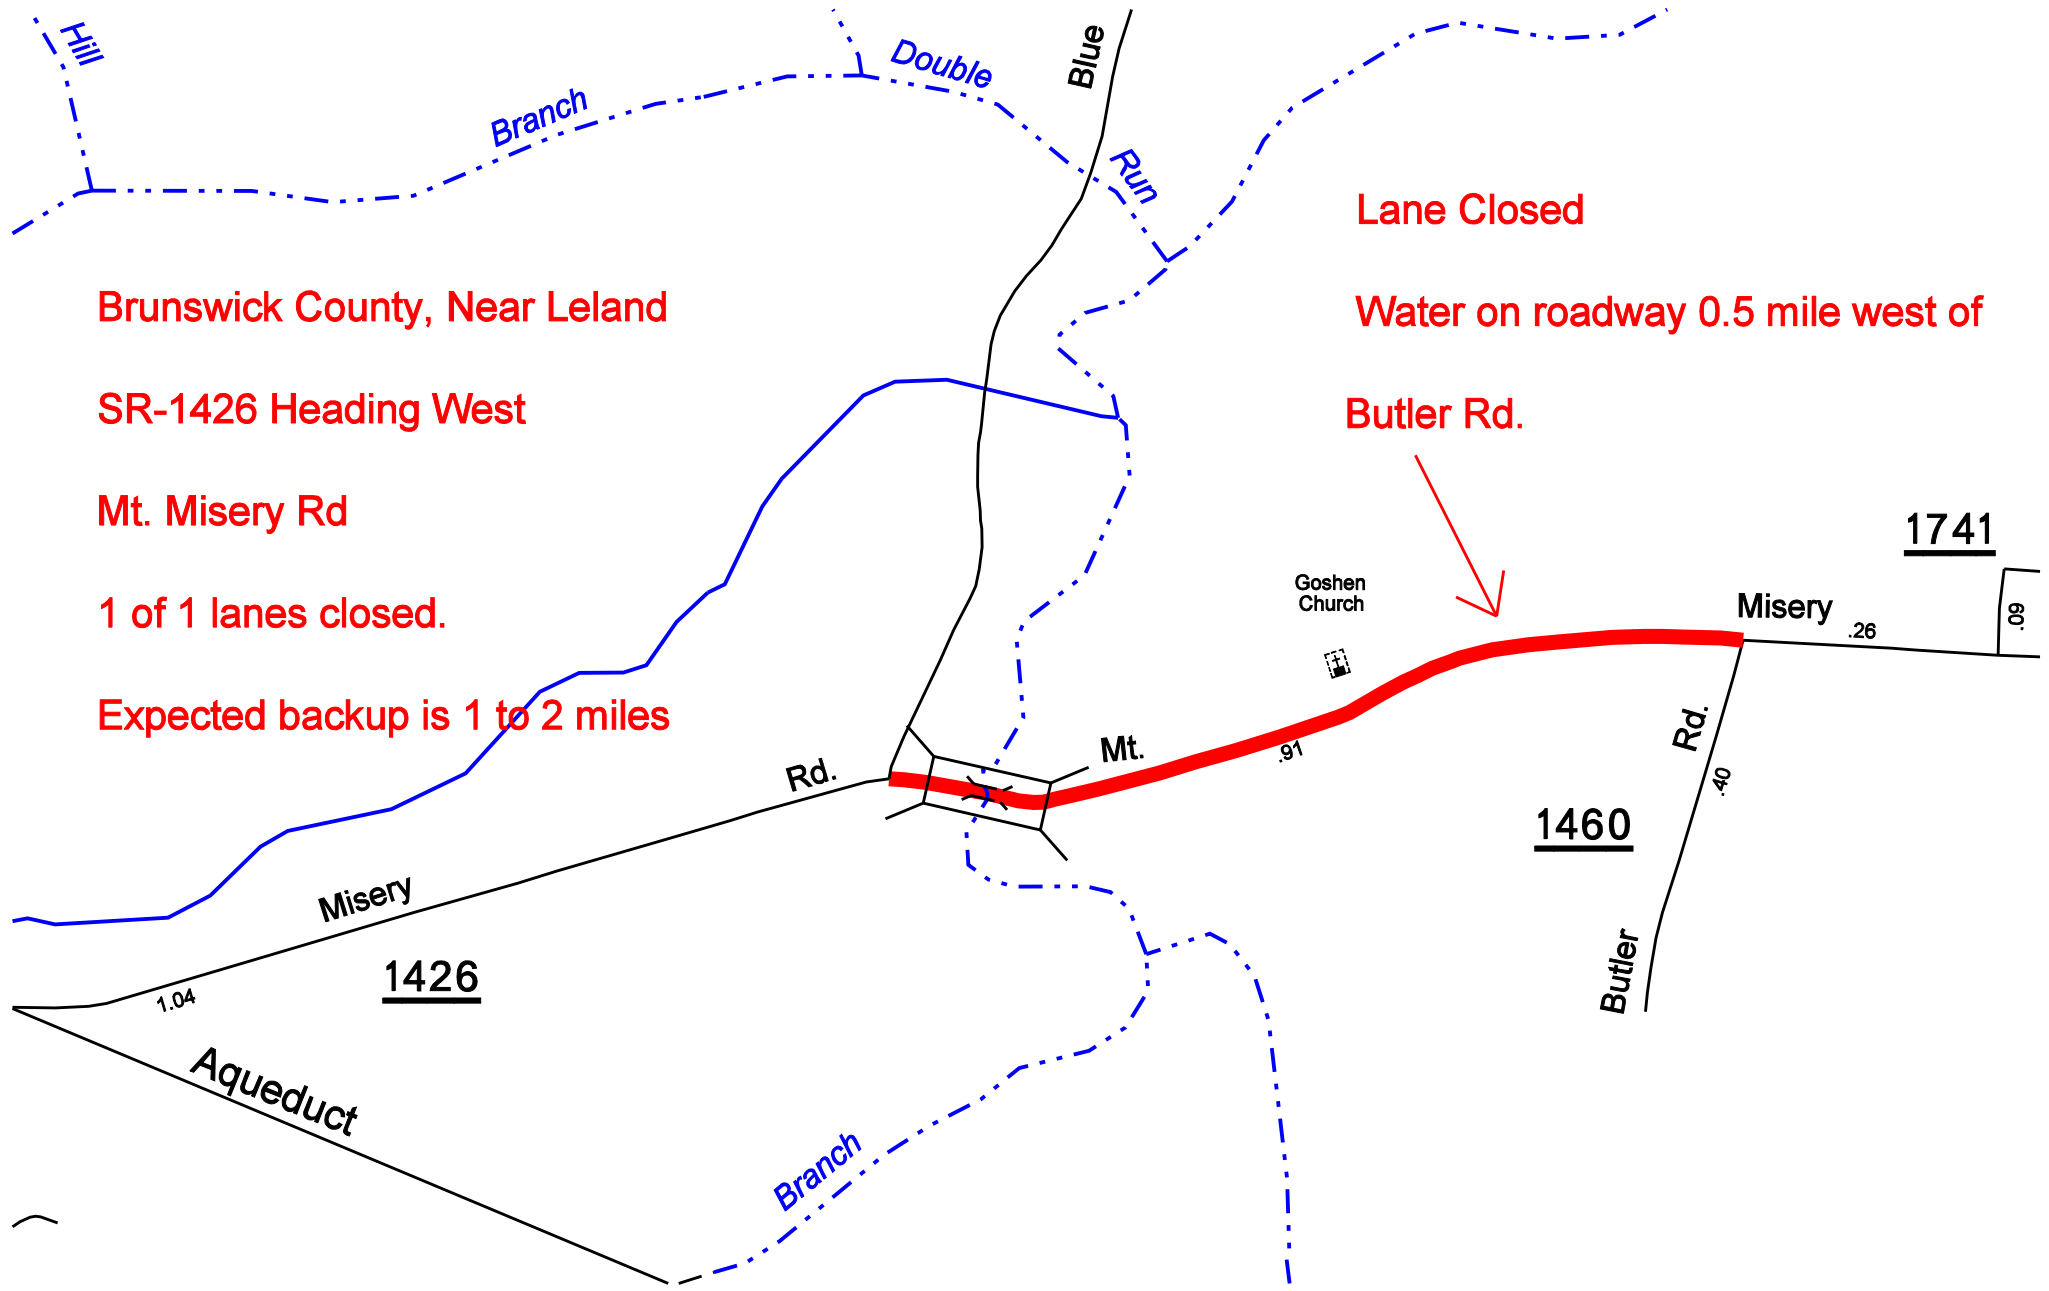 Hill
Branch
Double
Run
Blue
Brunswick County, Near Leland
SR-1426 Heading West
Mt. Misery Rd
1 of 1 lanes closed.
Expected backup is 1 to 2 miles
Lane Closed
Water on roadway 0.5 mile west of
Butler Rd.
1741
Goshen
Church
Misery
.26
.09
Rd.
Mt.
.91
Rd.
.40
1460
Misery
1426
1.04
Butler
Aqueduct
Branch